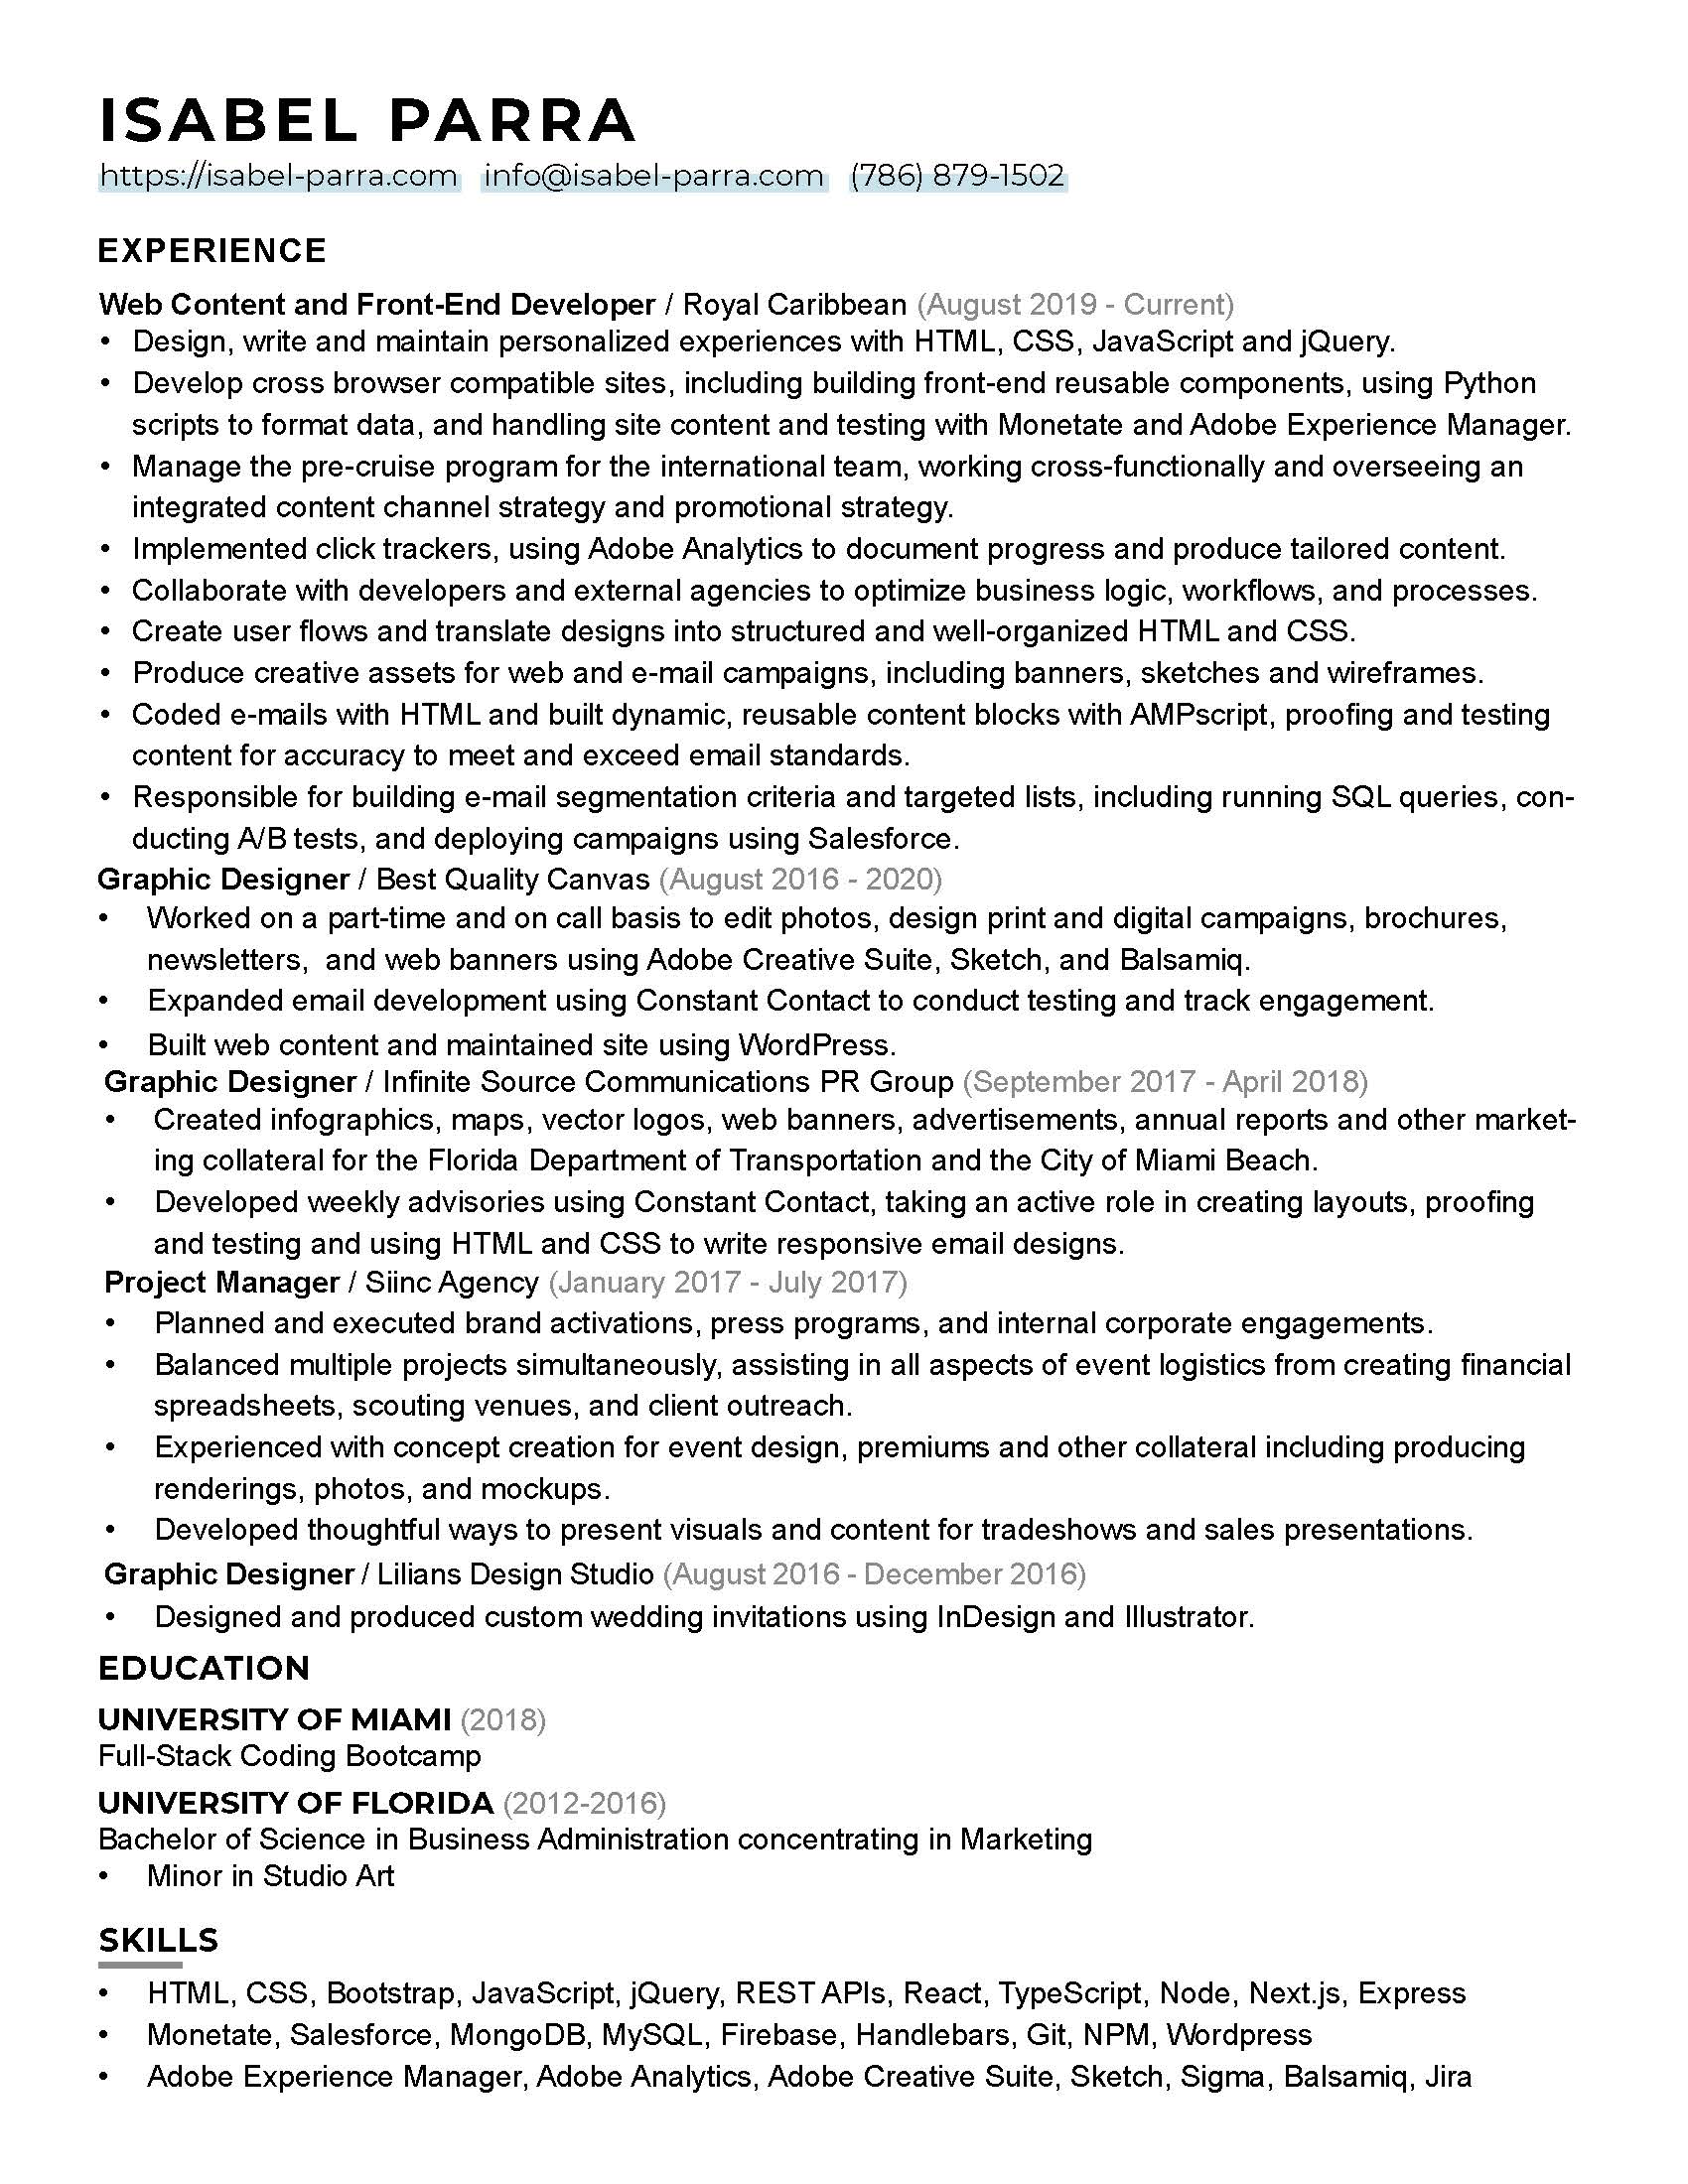 ISABEL PARRA
https://isabel-parra.com info@isabel-parra.com (786) 879-1502
EXPERIENCE
Web Content and Front-End Developer / Royal Caribbean (August 2019 - Current)
• Design, write and maintain personalized experiences with HTML, CSS, JavaScript and jQuery.
• Develop cross browser compatible sites, including building front-end reusable components, using Python
scripts to format data, and handling site content and testing with Monetate and Adobe Experience Manager.
• Manage the pre-cruise program for the international team, working cross-functionally and overseeing an
integrated content channel strategy and promotional strategy.
• Implemented click trackers, using Adobe Analytics to document progress and produce tailored content.
• Collaborate with developers and external agencies to optimize business logic, workflows, and processes.
• Create user flows and translate designs into structured and well-organized HTML and CSS.
• Produce creative assets for web and e-mail campaigns, including banners, sketches and wireframes.
• Coded e-mails with HTML and built dynamic, reusable content blocks with AMPscript, proofing and testing
content for accuracy to meet and exceed email standards.
• Responsible for building e-mail segmentation criteria and targeted lists, including running SQL queries, con-
ducting A/B tests, and deploying campaigns using Salesforce.
Graphic Designer / Best Quality Canvas (August 2016 - 2020)
• Worked on a part-time and on call basis to edit photos, design print and digital campaigns, brochures,
newsletters, and web banners using Adobe Creative Suite, Sketch, and Balsamiq.
• Expanded email development using Constant Contact to conduct testing and track engagement.
• Built web content and maintained site using WordPress.
Graphic Designer / Infinite Source Communications PR Group (September 2017 - April 2018)
• Created infographics, maps, vector logos, web banners, advertisements, annual reports and other market-
ing collateral for the Florida Department of Transportation and the City of Miami Beach.
• Developed weekly advisories using Constant Contact, taking an active role in creating layouts, proofing
and testing and using HTML and CSS to write responsive email designs.
Project Manager / Siinc Agency (January 2017 - July 2017)
• Planned and executed brand activations, press programs, and internal corporate engagements.
• Balanced multiple projects simultaneously, assisting in all aspects of event logistics from creating financial
spreadsheets, scouting venues, and client outreach.
• Experienced with concept creation for event design, premiums and other collateral including producing
renderings, photos, and mockups.
• Developed thoughtful ways to present visuals and content for tradeshows and sales presentations.
Graphic Designer / Lilians Design Studio (August 2016 - December 2016)
• Designed and produced custom wedding invitations using InDesign and Illustrator.
EDUCATION
UNIVERSITY OF MIAMI (2018)
Full-Stack Coding Bootcamp
UNIVERSITY OF FLORIDA (2012-2016)
Bachelor of Science in Business Administration concentrating in Marketing
• Minor in Studio Art
SKILLS
• HTML, CSS, Bootstrap, JavaScript, jQuery, REST APIs, React, TypeScript, Node, Next.js, Express
• Monetate, Salesforce, MongoDB, MySQL, Firebase, Handlebars, Git, NPM, Wordpress
• Adobe Experience Manager, Adobe Analytics, Adobe Creative Suite, Sketch, Sigma, Balsamiq, Jira